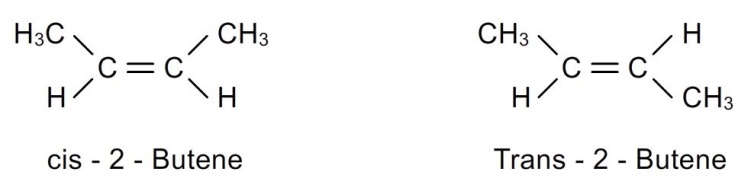 H₃C CH₃ CH₃ H
C = C C = C
H H H CH₃
cis - 2 - Butene Trans - 2 - Butene